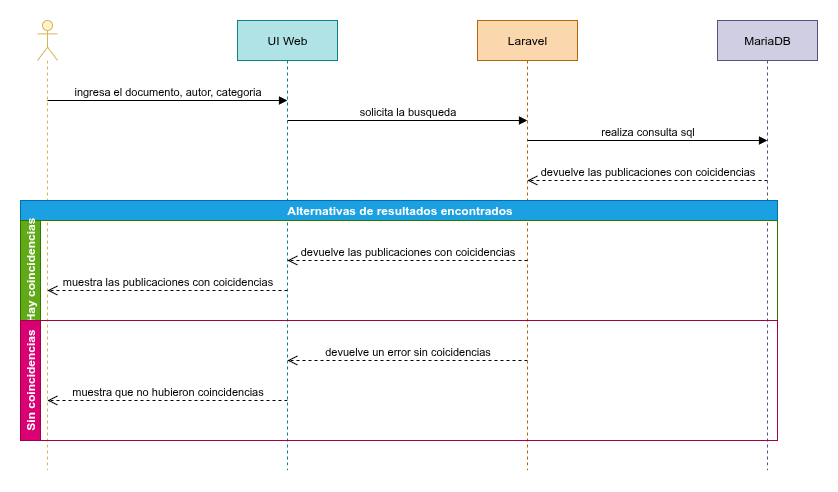 UI Web
Laravel
MariaDB
ingresa el documento, autor, categoria
solicita la busqueda
realiza consulta sql
devuelve las publicaciones con coicidencias
Alternativas de resultados encontrados
Hay coincidencias
devuelve las publicaciones con coicidencias
muestra las publicaciones con coicidencias
Sin coincidencias
devuelve un error sin coicidencias
muestra que no hubieron coincidencias